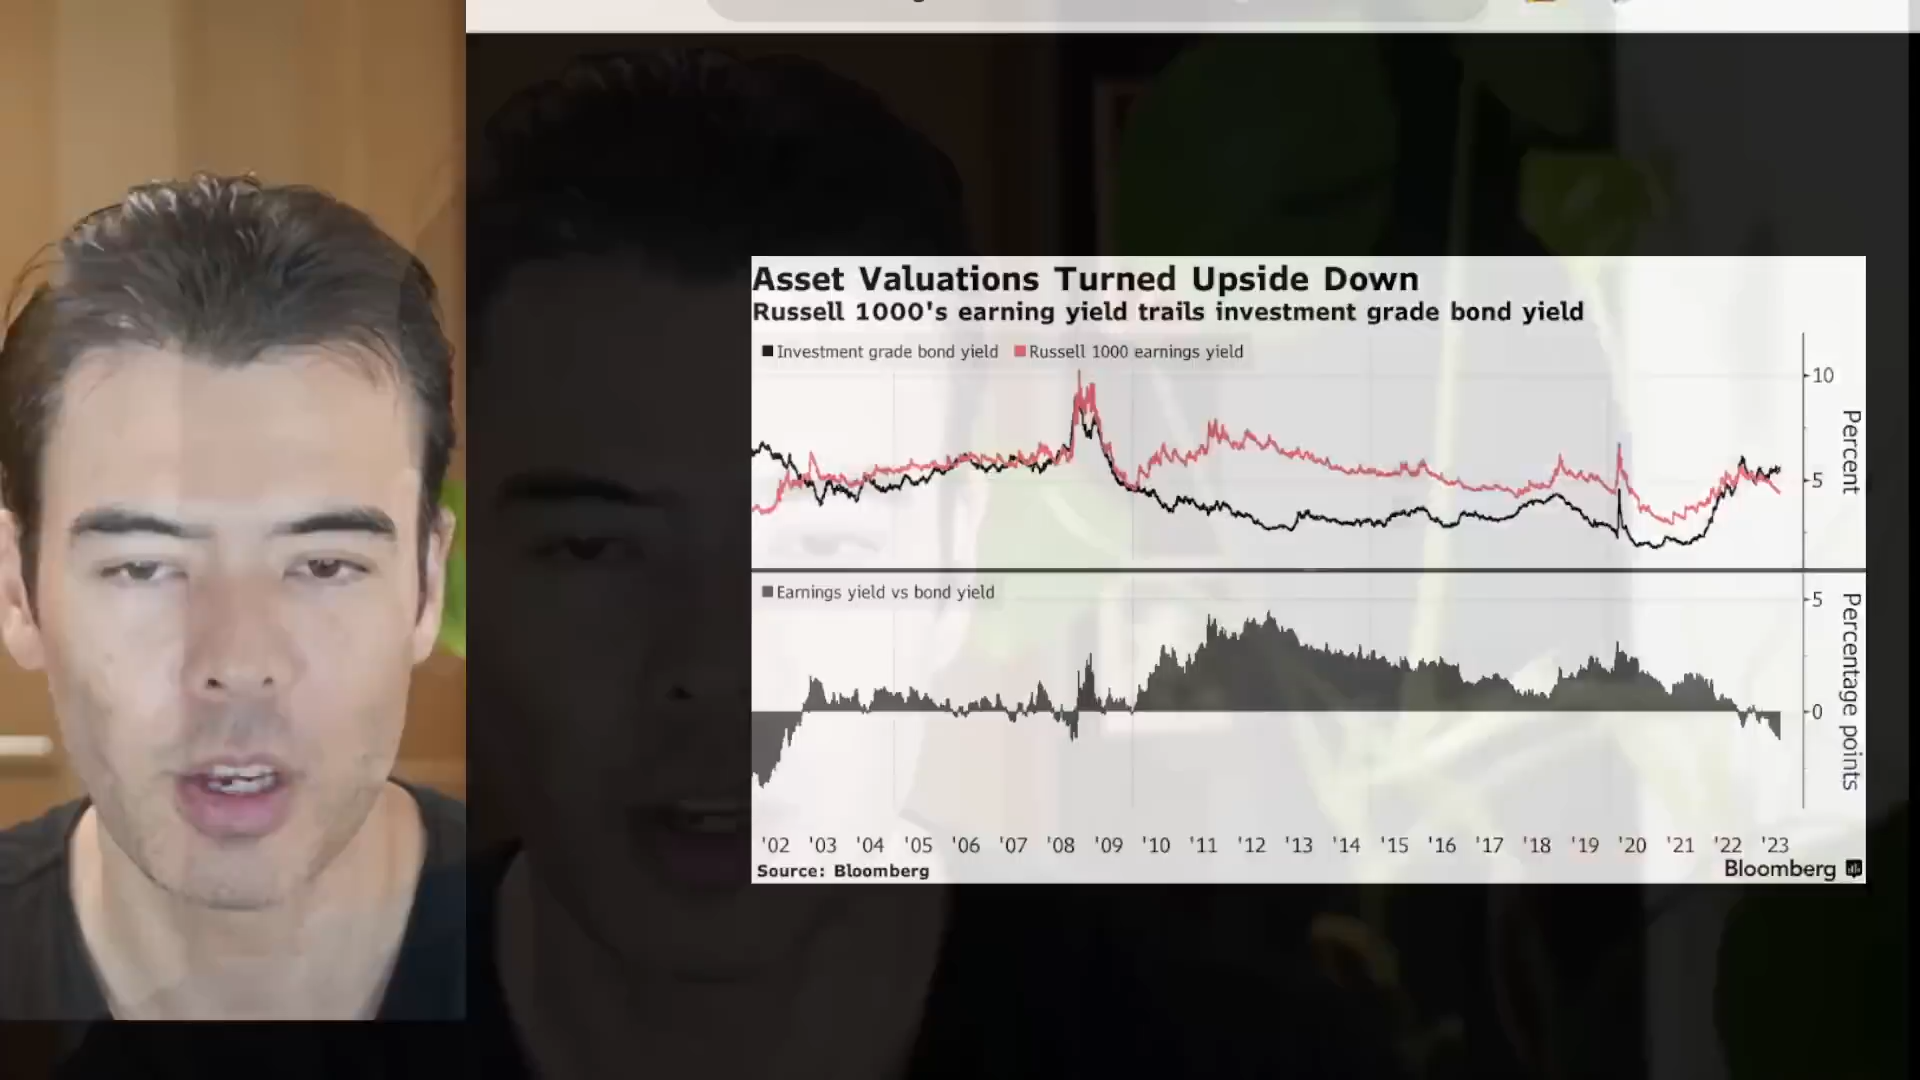 Asset Valuations Turned Upside Down
Russell 1000's earning yield trails investment grade bond yield
Investment grade bond yield Russell 1000 earnings yield
10
5
Percent
Earnings yield vs bond yield
5
0
Percentage points
'02 '03 '04 '05 '06 '07 '08 '09 '10 '11 '12 '13 '14 '15 '16 '17 '18 '19 '20 '21 '22 '23
Source: Bloomberg
Bloomberg